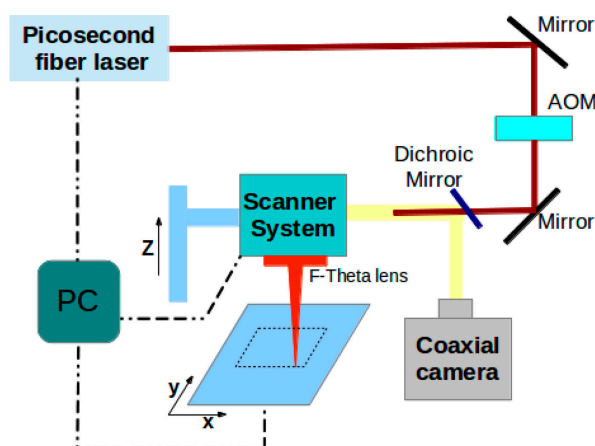 Picosecond
fiber laser
Mirror
AOM
Dichroic
Mirror
Scanner
System
Mirror
Z
F-Theta lens
PC
Coaxial
camera
y
x